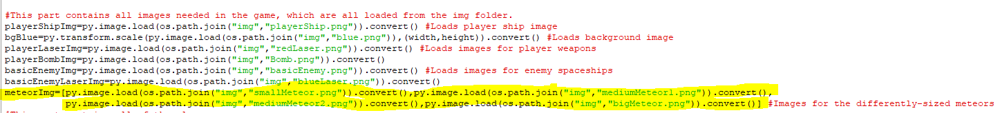 #This part contains all images needed in the game, which are all loaded from the img folder.
playerShipImg=py.image.load(os.path.join("img","playerShip.png")).convert() #Loads player ship image
bgBlue=py.transform.scale(py.image.load(os.path.join("img","blue.png")),(width,height)).convert() #Loads background image
playerLaserImg=py.image.load(os.path.join("img","redLaser.png")).convert() #Loads images for player weapons
playerBombImg=py.image.load(os.path.join("img","Bomb.png")).convert()
basicEnemyImg=py.image.load(os.path.join("img","basicEnemy.png")).convert() #Loads images for enemy spaceships
basicEnemyLaserImg=py.image.load(os.path.join("img","blueLaser.png")).convert()
meteorImg=[py.image.load(os.path.join("img","smallMeteor.png")).convert(),py.image.load(os.path.join("img","mediumMeteor1.png")).convert(),
py.image.load(os.path.join("img","mediumMeteor2.png")).convert(),py.image.load(os.path.join("img","bigMeteor.png")).convert()] #Images for the differently-sized meteors